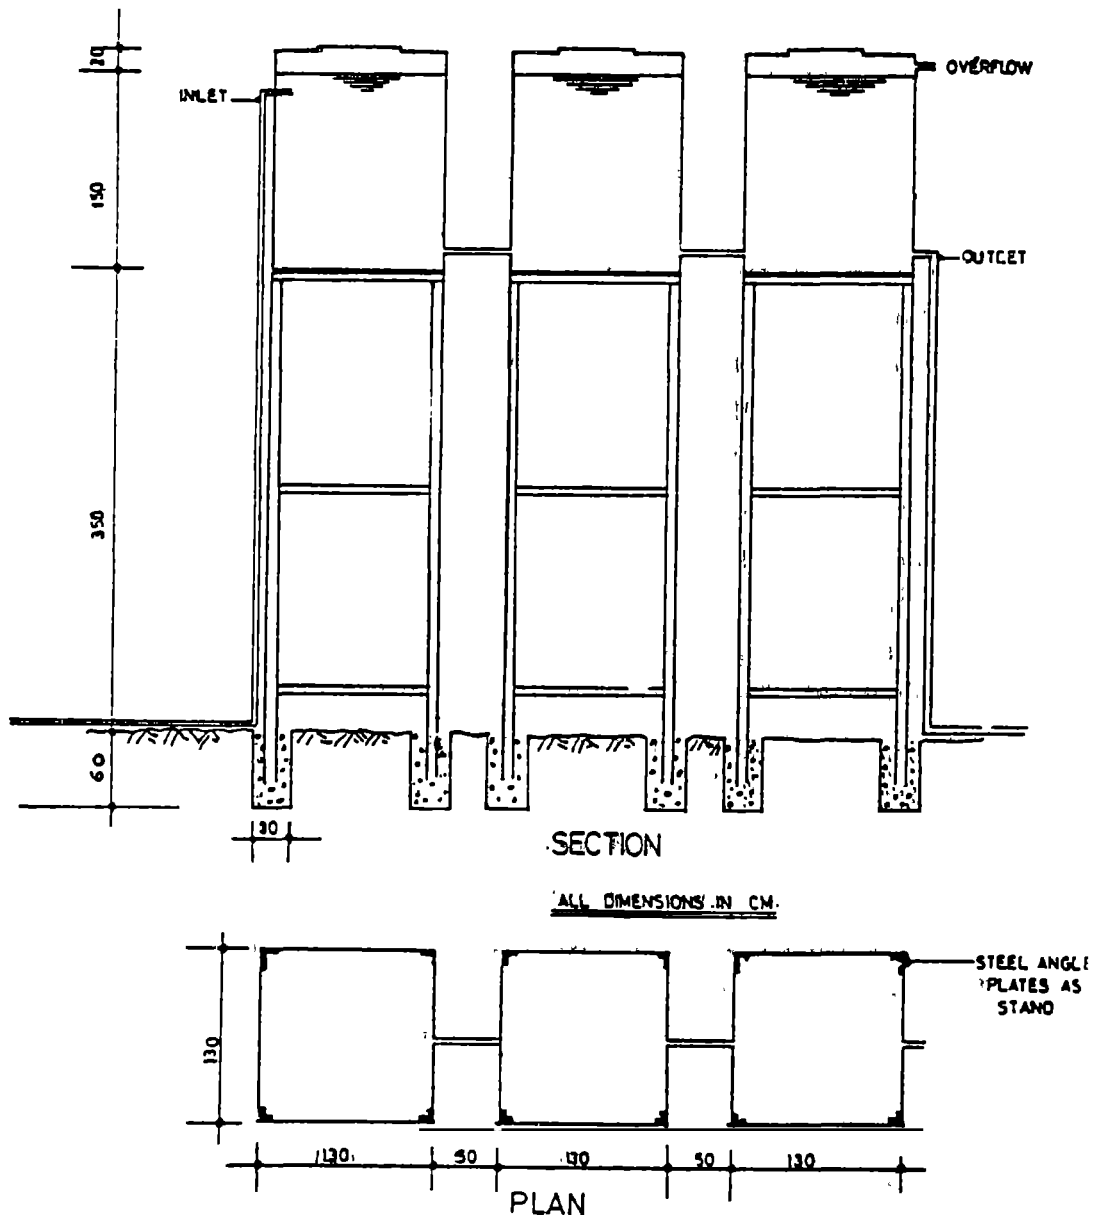 20
OVERFLOW
INLET
150
OUTLET
350
60
30
SECTION
ALL DIMENSIONS IN CM.
STEEL ANGLE
PLATES AS
STAND
130
130 50 130 50 130
PLAN